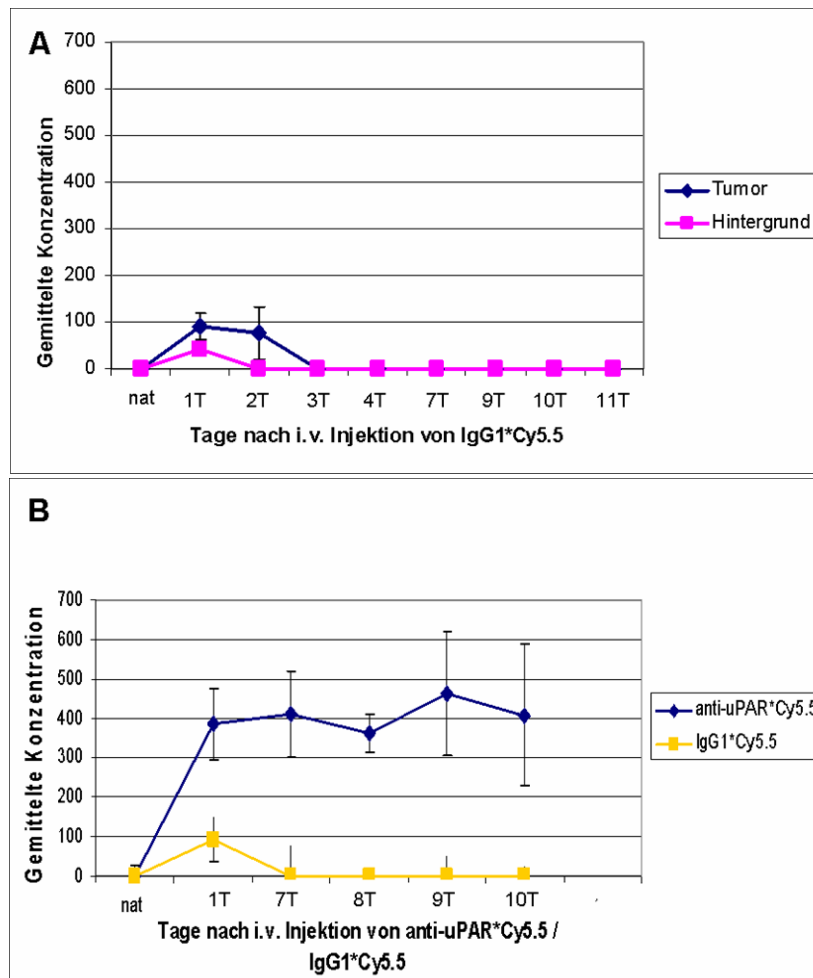 A
700
600
500
400
300
200
100
0
Gemittelte Konzentration
nat 1T 2T 3T 4T 7T 9T 10T 11T
Tage nach i.v. Injektion von IgG1*Cy5.5
Tumor
Hintergrund
B
700
600
500
400
300
200
100
0
Gemittelte Konzentration
nat 1T 7T 8T 9T 10T
Tage nach i.v. Injektion von anti-uPAR*Cy5.5 /
IgG1*Cy5.5
anti-uPAR*Cy5.5
IgG1*Cy5.5